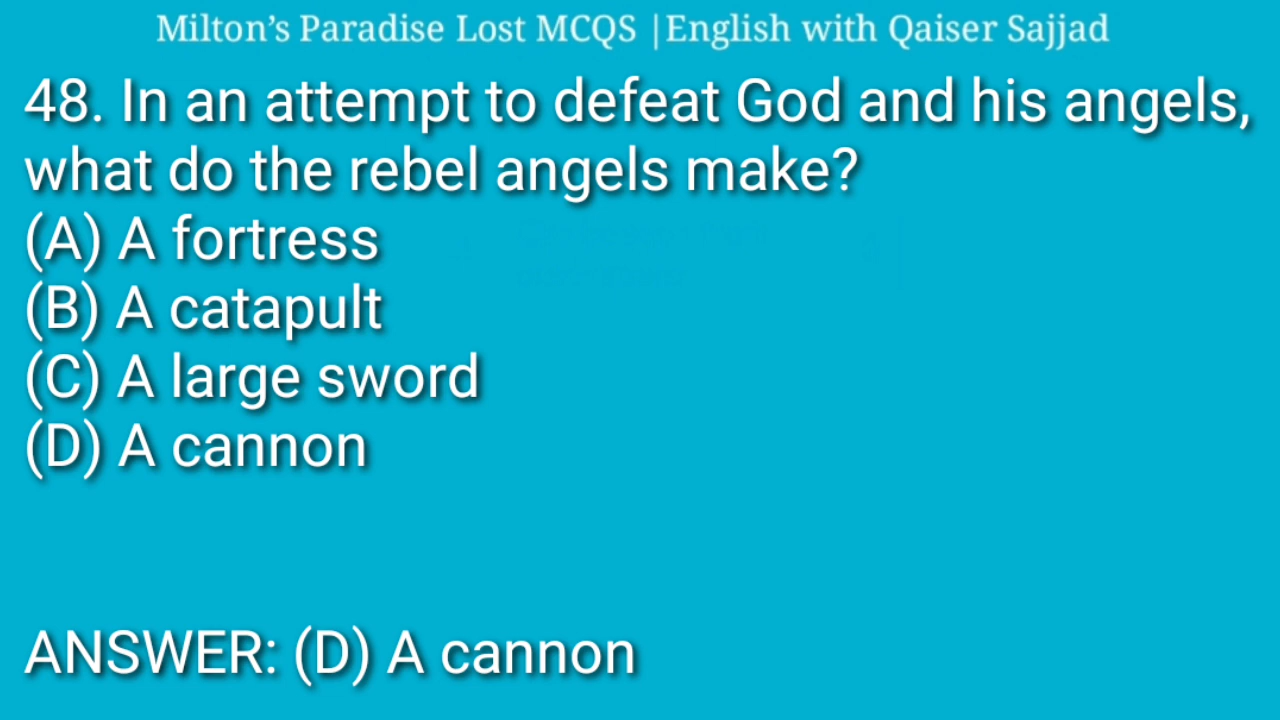 Milton’s Paradise Lost MCQS |English with Qaiser Sajjad
48. In an attempt to defeat God and his angels,
what do the rebel angels make?
(A) A fortress
(B) A catapult
(C) A large sword
(D) A cannon
ANSWER: (D) A cannon